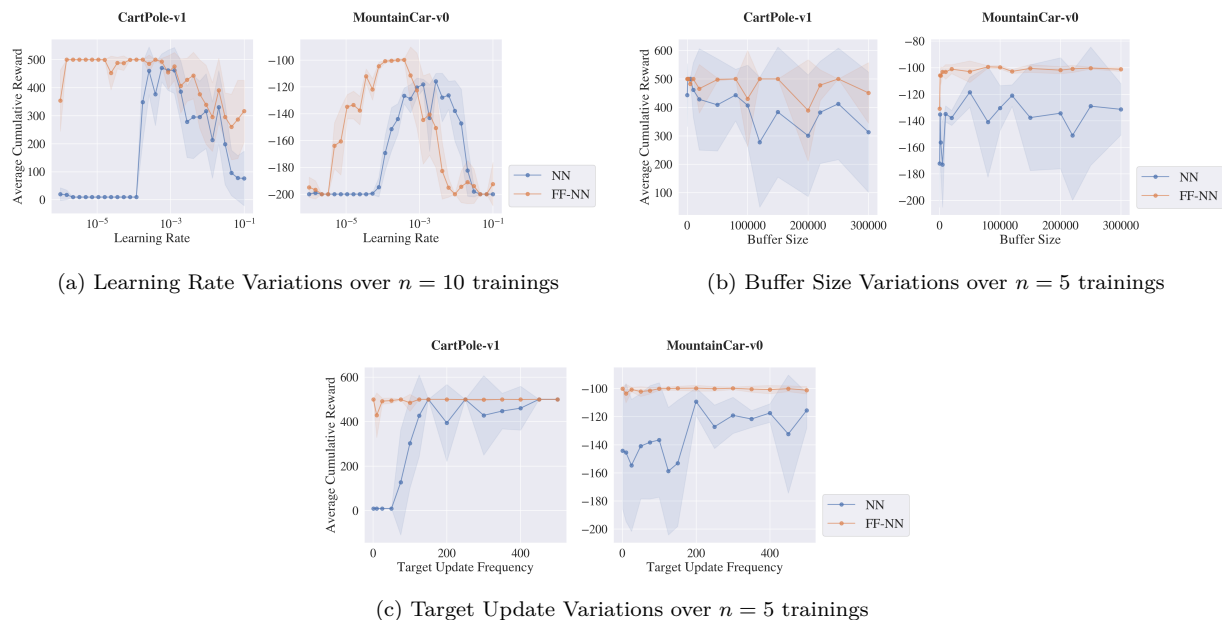 CartPole-v1 MountainCar-v0
Average Cumulative Reward
500
400
300
200
100
0
10⁻⁵ 10⁻³ 10⁻¹
Learning Rate
−100
−120
−140
−160
−180
−200
10⁻⁵ 10⁻³ 10⁻¹
Learning Rate
NN
FF-NN
(a) Learning Rate Variations over n = 10 trainings
CartPole-v1 MountainCar-v0
Average Cumulative Reward
600
500
400
300
200
100
0 100000 200000 300000
Buffer Size
−80
−100
−120
−140
−160
−180
−200
0 100000 200000 300000
Buffer Size
NN
FF-NN
(b) Buffer Size Variations over n = 5 trainings
CartPole-v1 MountainCar-v0
Average Cumulative Reward
600
400
200
0
0 200 400
Target Update Frequency
−100
−120
−140
−160
−180
−200
0 200 400
Target Update Frequency
NN
FF-NN
(c) Target Update Variations over n = 5 trainings